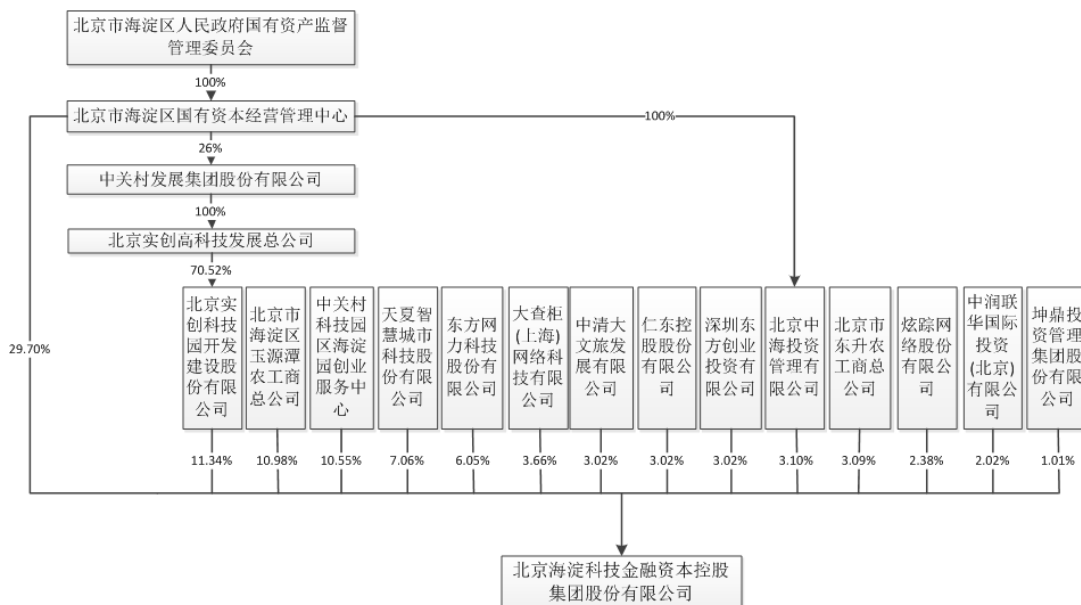 北京市海淀区人民政府国有资产监督
管理委员会
100%
北京市海淀区国有资本经营管理中心
100%
26%
中关村发展集团股份有限公司
100%
北京实创高科技发展总公司
70.52%
29.70%
北京实
创科技
园开发
建设股
份有限
公司
北京市
海淀区
玉源潭
农工商
总公司
中关村
科技园
区海淀
园创业
服务中
心
天夏智
慧城市
科技股
份有限
公司
东方网
力科技
股份有
限公司
大查柜
(上海)
网络科
技有限
公司
中清大
文旅发
展有限
公司
仁东控
股股份
有限公
司
深圳东
方创业
投资有
限公司
北京中
海投资
管理有
限公司
北京市
东升农
工商总
公司
炫踪网
络股份
有限公
司
中润联
华国际
投资
(北京)
有限公
司
坤鼎投
资管理
集团股
份有限
公司
11.34%
10.98%
10.55%
7.06%
6.05%
3.66%
3.02%
3.02%
3.02%
3.10%
3.09%
2.38%
2.02%
1.01%
北京海淀科技金融资本控股
集团股份有限公司